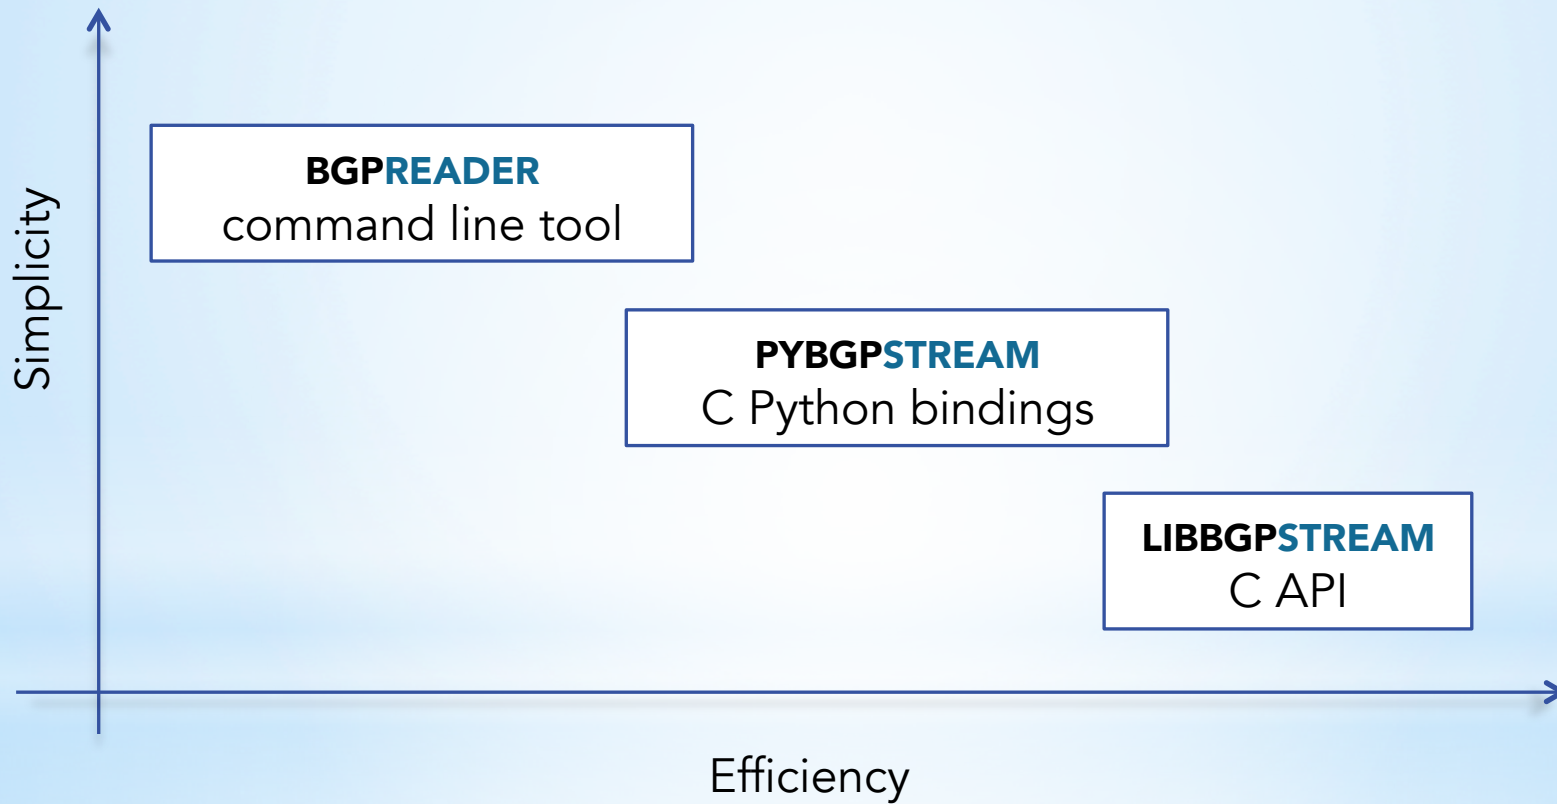 Simplicity
BGPREADER
command line tool
PYBGPSTREAM
C Python bindings
LIBBGPSTREAM
C API
Efficiency